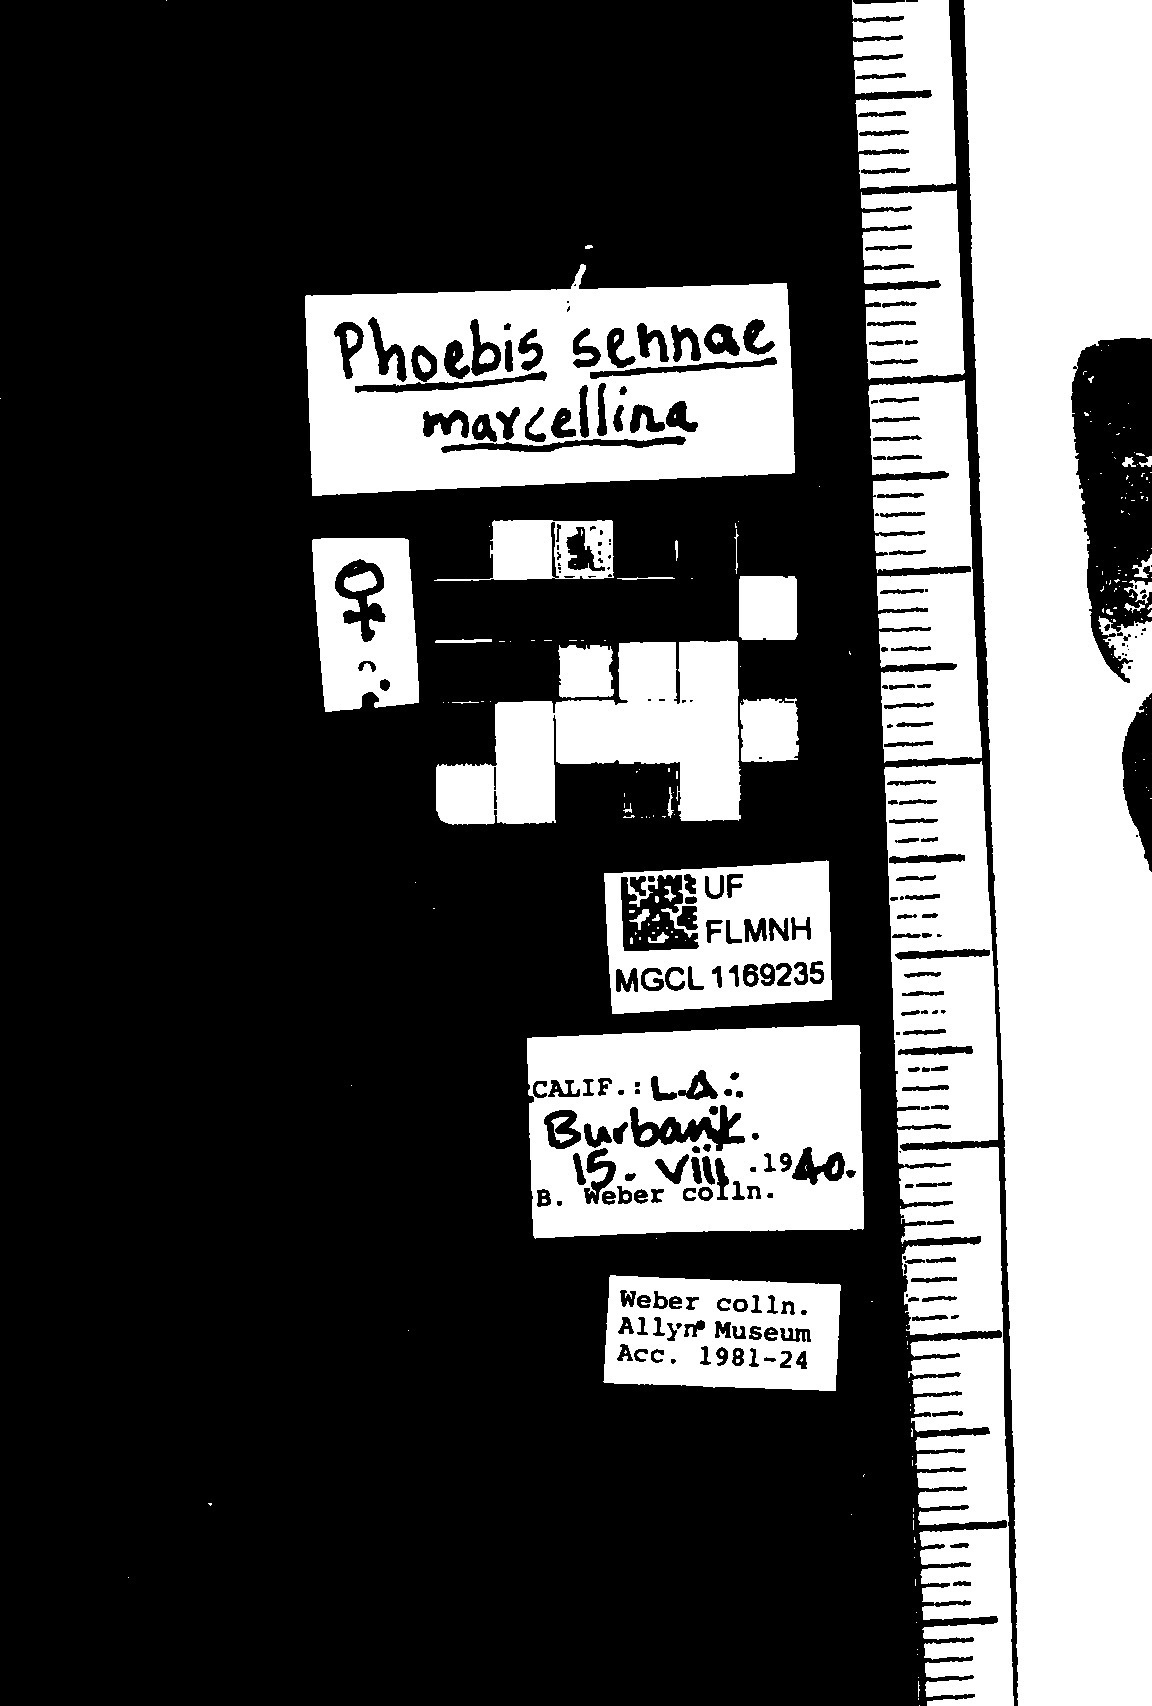 Phoebis sennae
marcellina
♀
UF
FLMNH
MGCL 1169235
CALIF.: L.A.:
Burbank.
15. viii .1940.
B. Weber colln.
Weber colln.
Allyn Museum
Acc. 1981-24